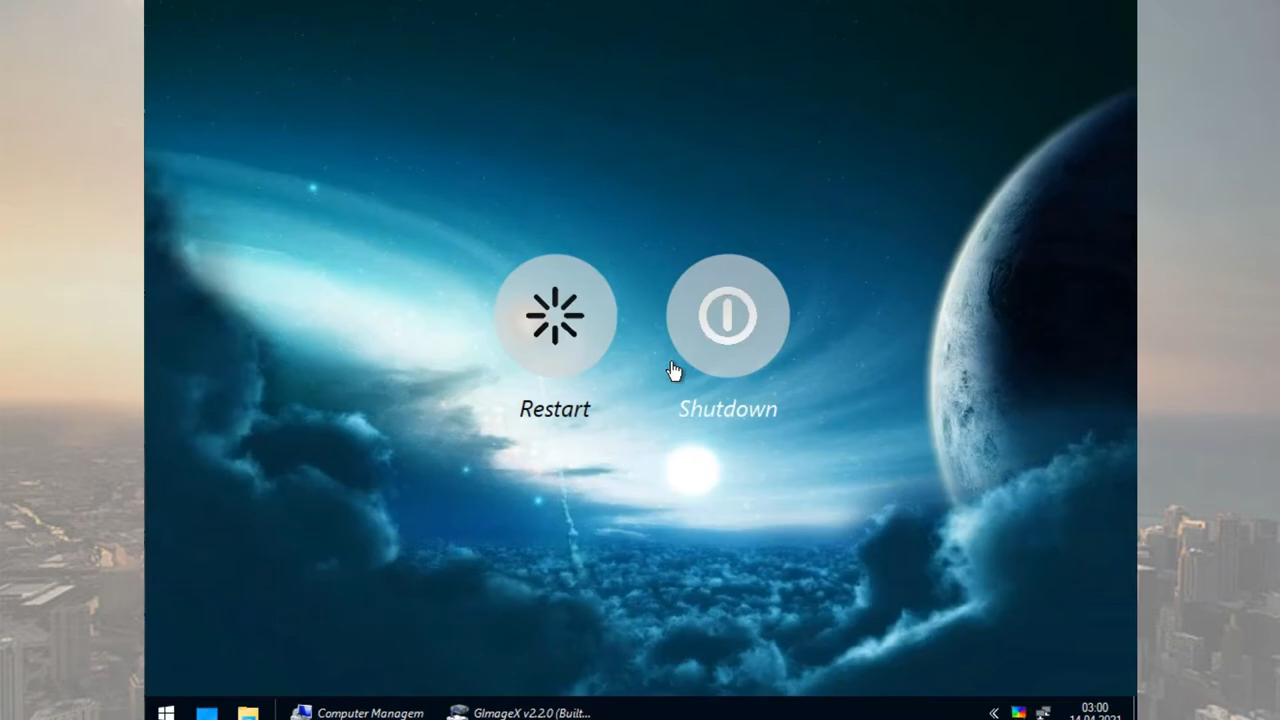 Restart
Shutdown
Computer Managem
GImageX v2.2.0 (Built...
03:00
14.04.2021